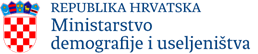 REPUBLIKA HRVATSKA
Ministarstvo
demografije i useljeništva